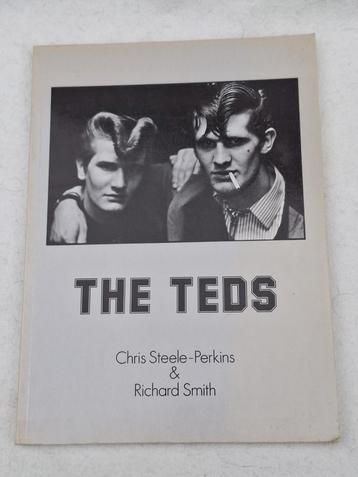 THE TEDS
Chris Steele-Perkins
&
Richard Smith